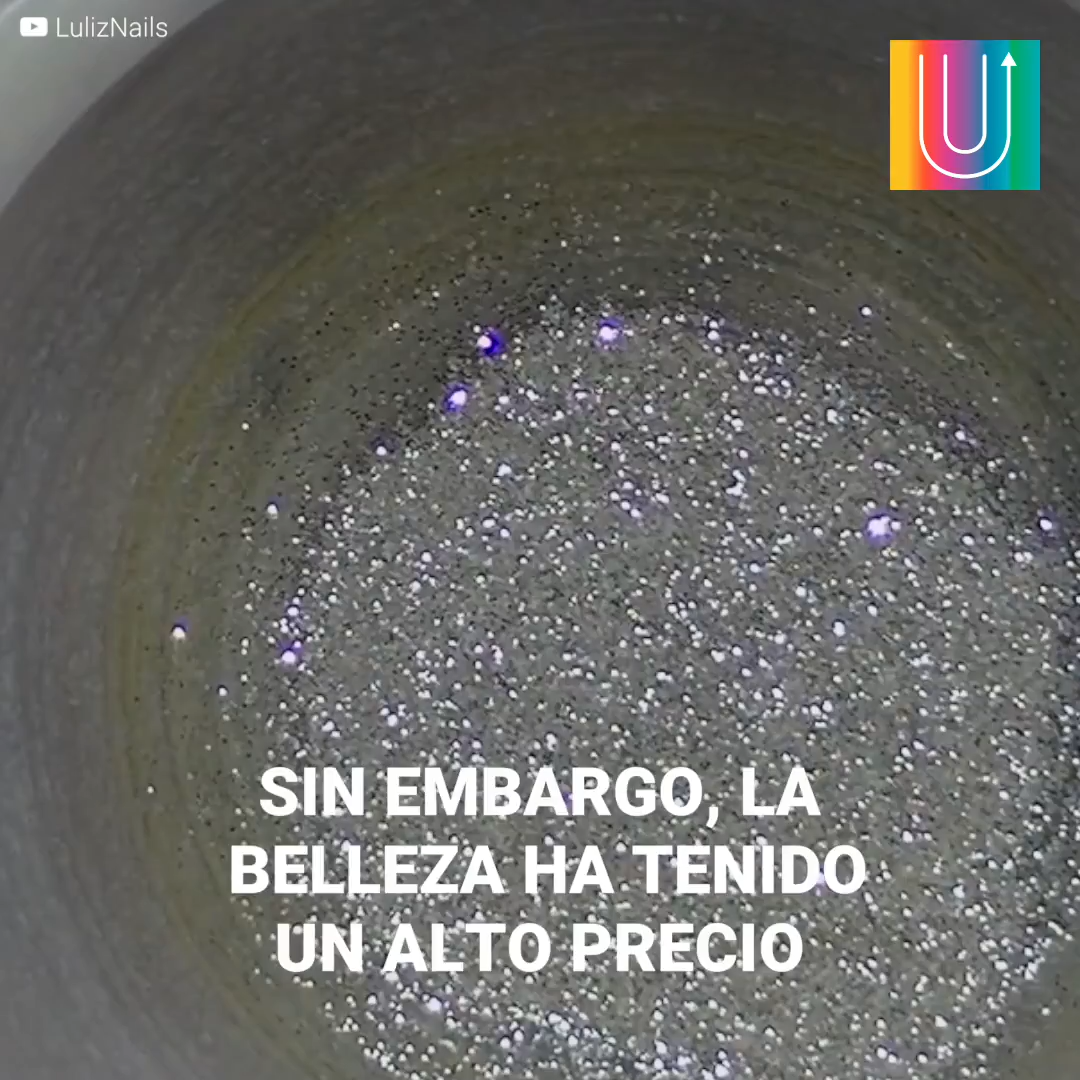 LulizNails
U
SIN EMBARGO, LA
BELLEZA HA TENIDO
UN ALTO PRECIO